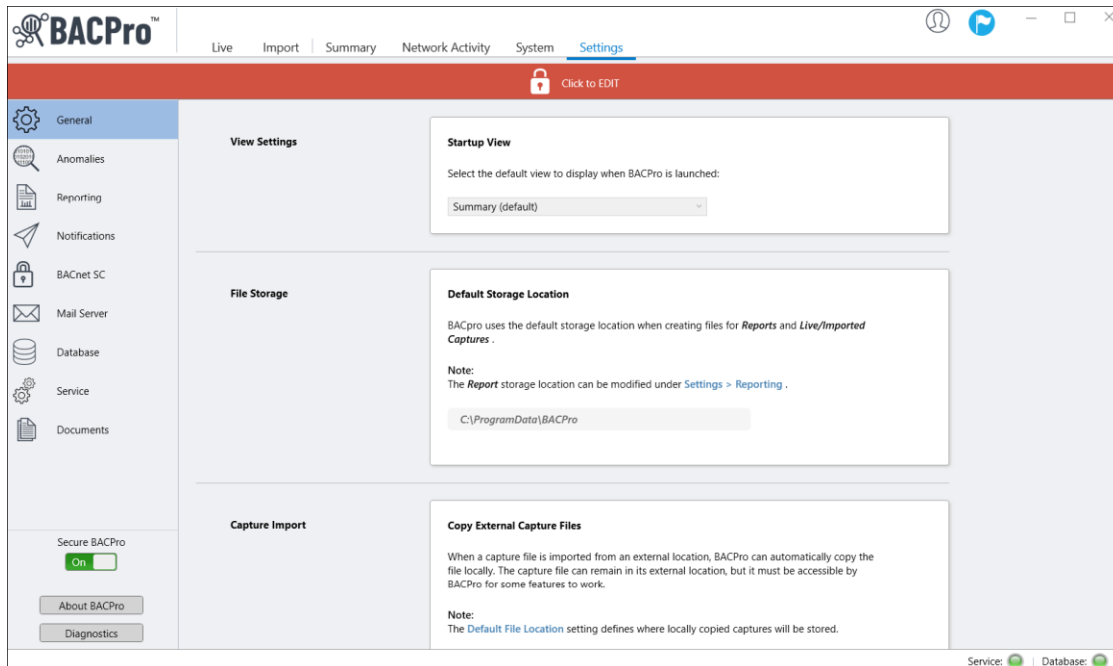 BACPro™
Live Import Summary Network Activity System Settings
Click to EDIT
General
Anomalies
Reporting
Notifications
BACnet SC
Mail Server
Database
Service
Documents
Secure BACPro
On
About BACPro
Diagnostics
View Settings
Startup View
Select the default view to display when BACPro is launched:
Summary (default)
File Storage
Default Storage Location
BACpro uses the default storage location when creating files for Reports and Live/Imported
Captures .
Note:
The Report storage location can be modified under Settings > Reporting .
C:\ProgramData\BACPro
Capture Import
Copy External Capture Files
When a capture file is imported from an external location, BACPro can automatically copy the
file locally. The capture file can remain in its external location, but it must be accessible by
BACPro for some features to work.
Note:
The Default File Location setting defines where locally copied captures will be stored.
Service: Database: